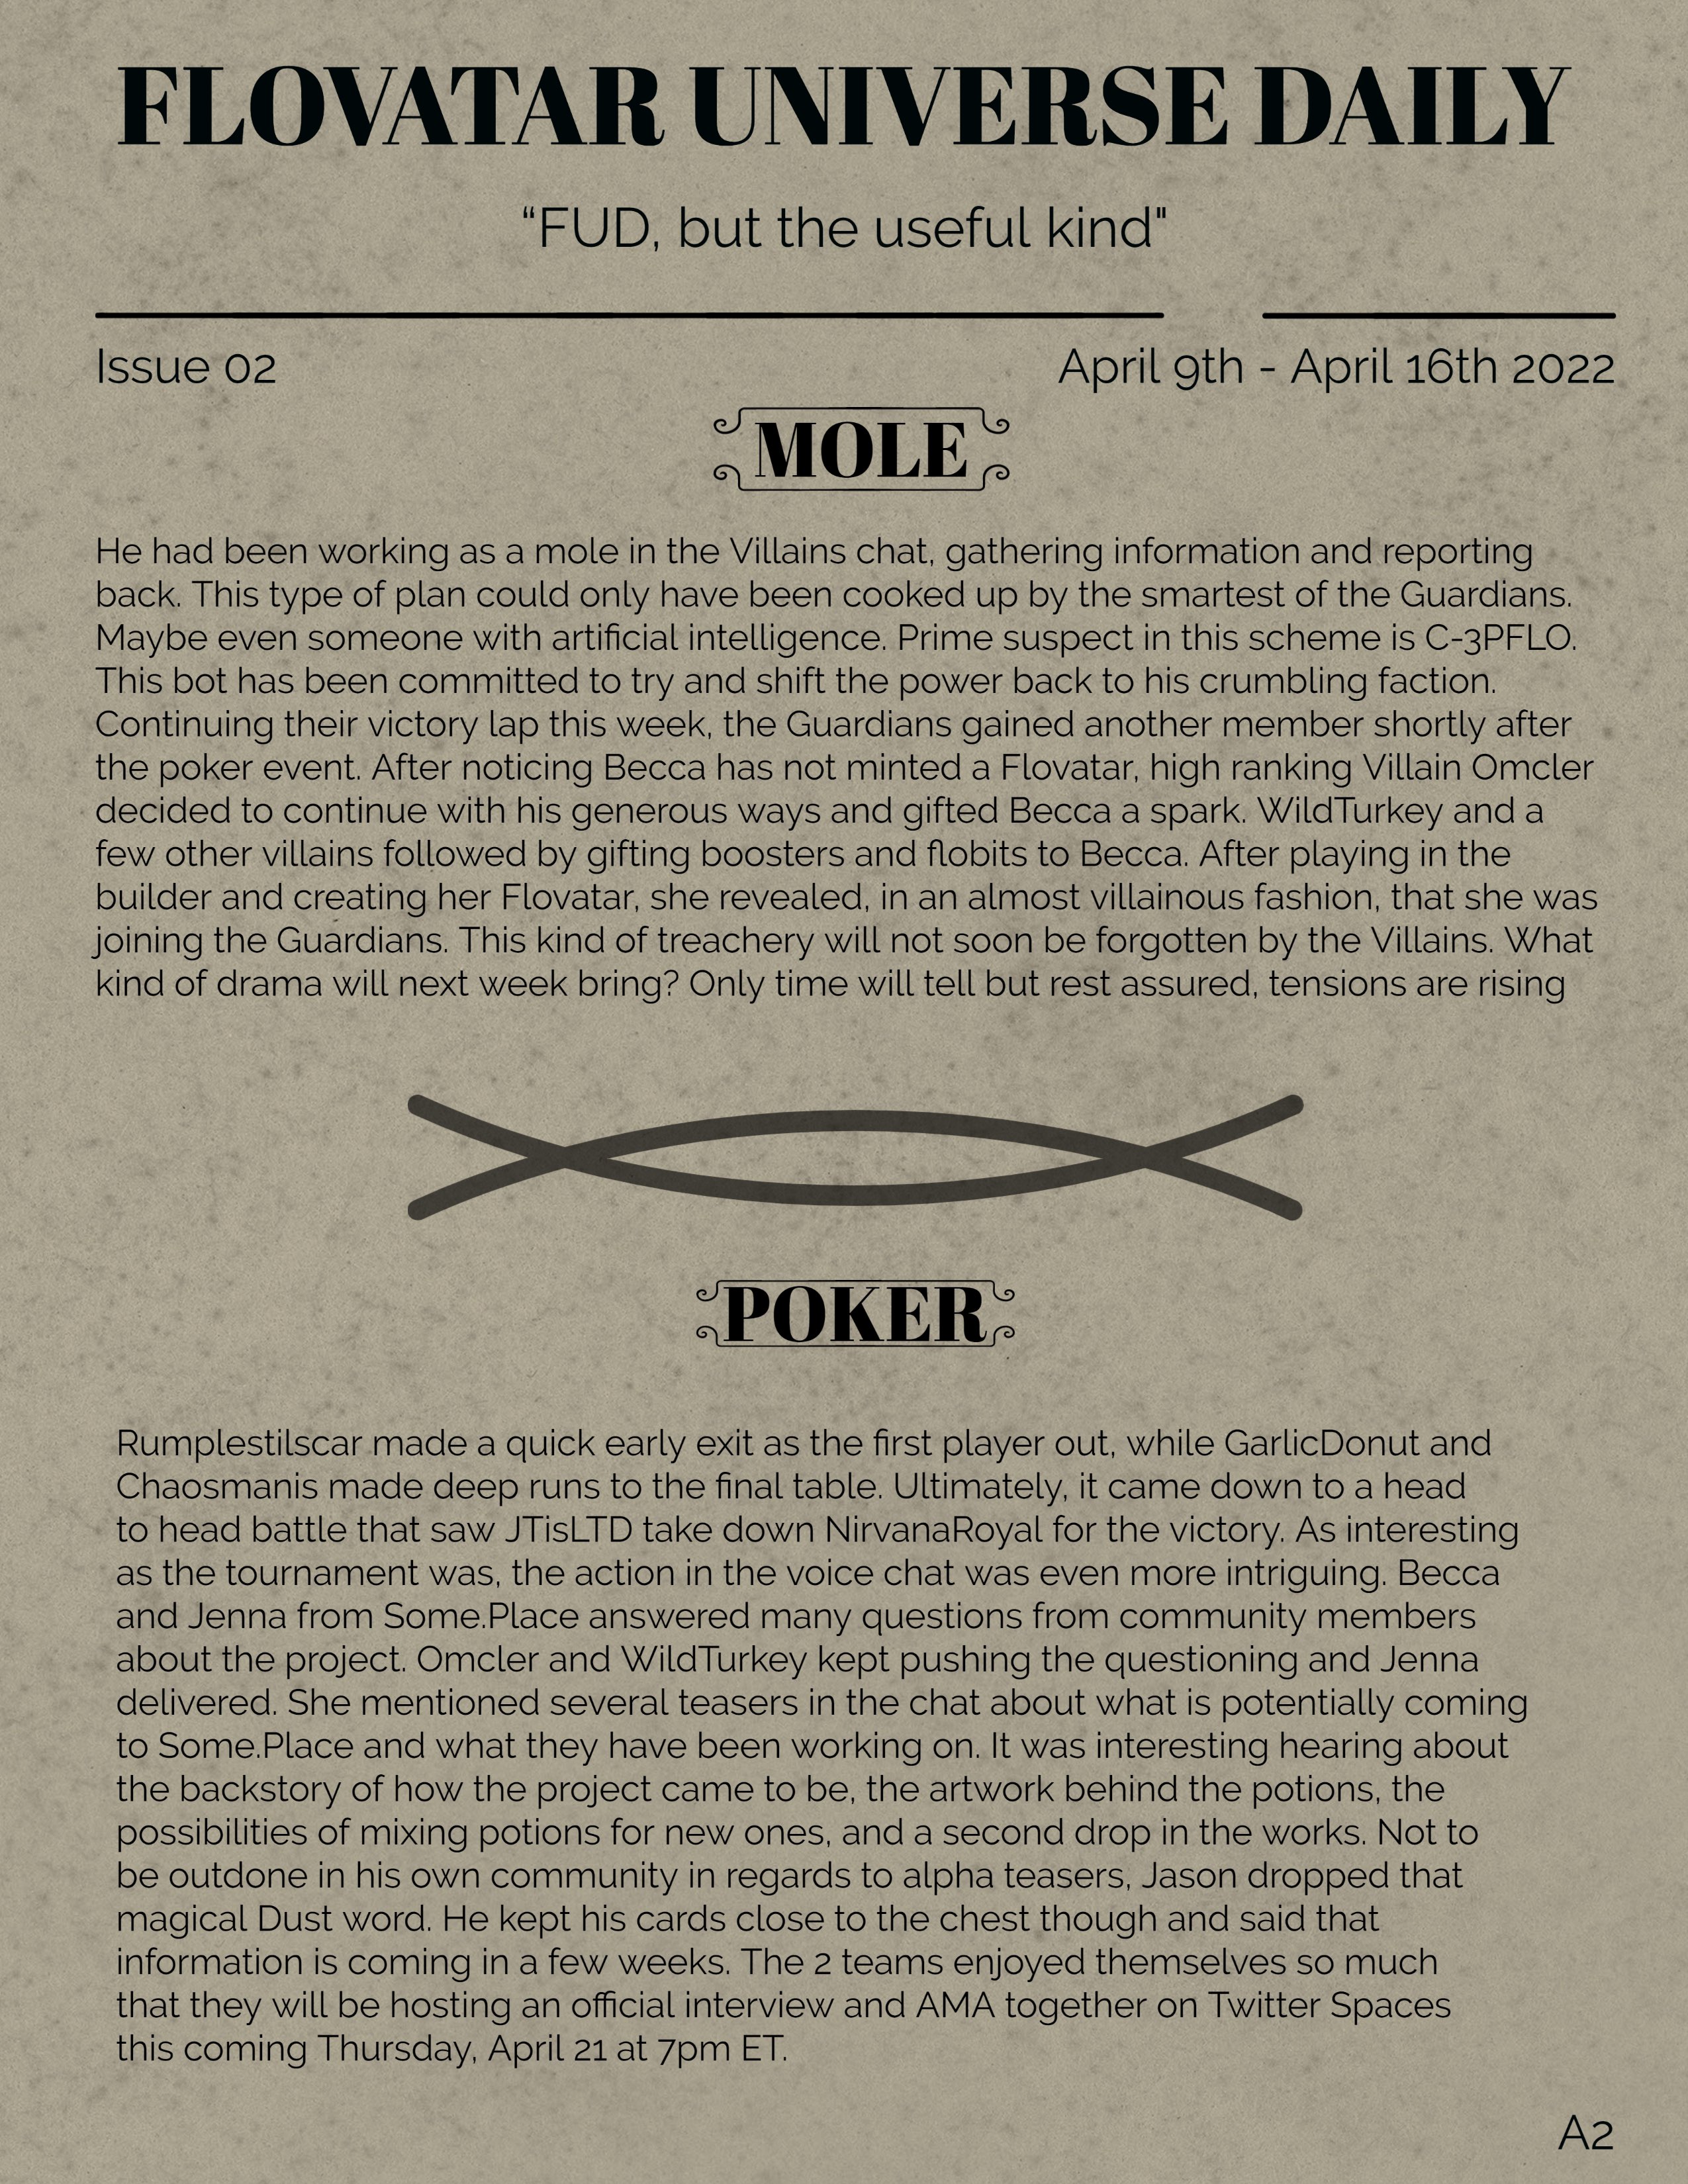 FLOVATAR UNIVERSE DAILY
“FUD, but the useful kind"
Issue 02
April 9th - April 16th 2022
MOLE
He had been working as a mole in the Villains chat, gathering information and reporting
back. This type of plan could only have been cooked up by the smartest of the Guardians.
Maybe even someone with artificial intelligence. Prime suspect in this scheme is C-3PFLO.
This bot has been committed to try and shift the power back to his crumbling faction.
Continuing their victory lap this week, the Guardians gained another member shortly after
the poker event. After noticing Becca has not minted a Flovatar, high ranking Villain Omcler
decided to continue with his generous ways and gifted Becca a spark. WildTurkey and a
few other villains followed by gifting boosters and flobits to Becca. After playing in the
builder and creating her Flovatar, she revealed, in an almost villainous fashion, that she was
joining the Guardians. This kind of treachery will not soon be forgotten by the Villains. What
kind of drama will next week bring? Only time will tell but rest assured, tensions are rising
POKER
Rumplestilscar made a quick early exit as the first player out, while GarlicDonut and
Chaosmanis made deep runs to the final table. Ultimately, it came down to a head
to head battle that saw JTisLTD take down NirvanaRoyal for the victory. As interesting
as the tournament was, the action in the voice chat was even more intriguing. Becca
and Jenna from Some.Place answered many questions from community members
about the project. Omcler and WildTurkey kept pushing the questioning and Jenna
delivered. She mentioned several teasers in the chat about what is potentially coming
to Some.Place and what they have been working on. It was interesting hearing about
the backstory of how the project came to be, the artwork behind the potions, the
possibilities of mixing potions for new ones, and a second drop in the works. Not to
be outdone in his own community in regards to alpha teasers, Jason dropped that
magical Dust word. He kept his cards close to the chest though and said that
information is coming in a few weeks. The 2 teams enjoyed themselves so much
that they will be hosting an official interview and AMA together on Twitter Spaces
this coming Thursday, April 21 at 7pm ET.
A2